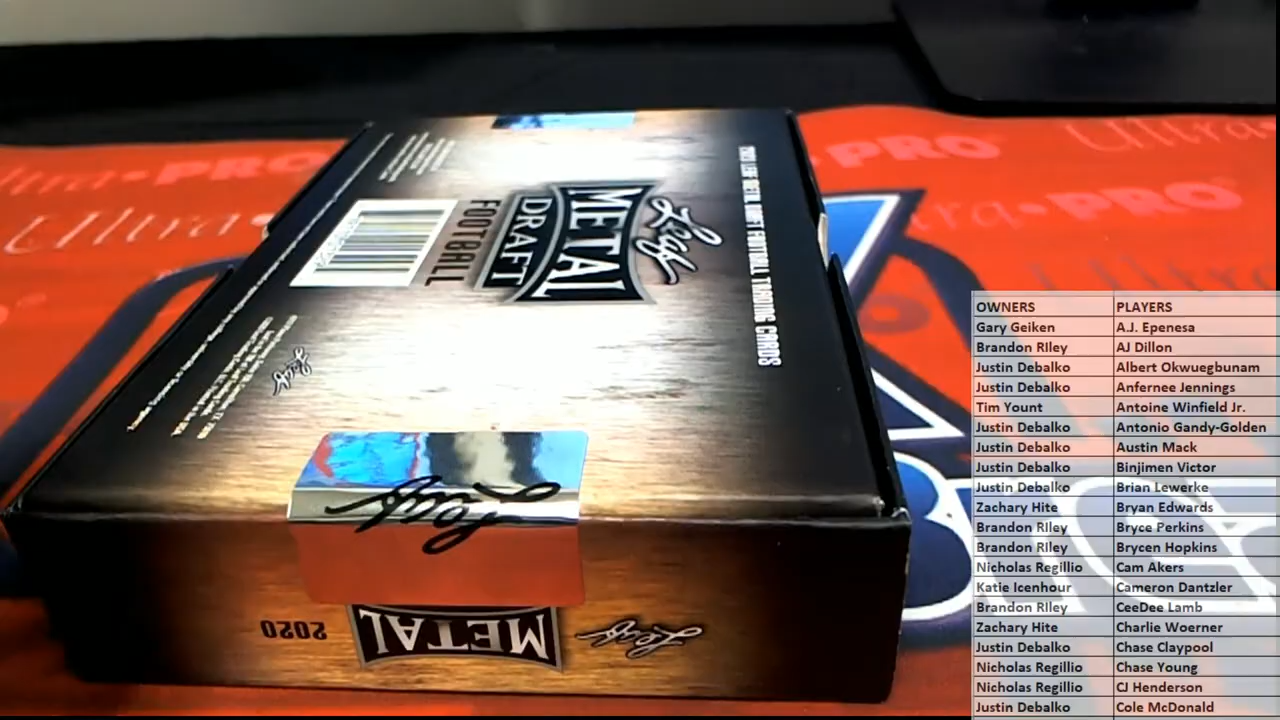 Ultra•PRO
Ultra
PRO
Ultra
Ultra•PRO
Leaf
METAL
DRAFT
FOOTBALL
2020 LEAF METAL DRAFT FOOTBALL TRADING CARDS
Leaf
Leaf
Leaf
METAL
2020
OWNERS PLAYERS
Gary Geiken A.J. Epenesa
Brandon RIley AJ Dillon
Justin Debalko Albert Okwuegbunam
Justin Debalko Anfernee Jennings
Tim Yount Antoine Winfield Jr.
Justin Debalko Antonio Gandy-Golden
Justin Debalko Austin Mack
Justin Debalko Binjimen Victor
Justin Debalko Brian Lewerke
Zachary Hite Bryan Edwards
Brandon RIley Bryce Perkins
Brandon RIley Brycen Hopkins
Nicholas Regillio Cam Akers
Katie Icenhour Cameron Dantzler
Brandon RIley CeeDee Lamb
Zachary Hite Charlie Woerner
Justin Debalko Chase Claypool
Nicholas Regillio Chase Young
Nicholas Regillio CJ Henderson
Justin Debalko Cole McDonald